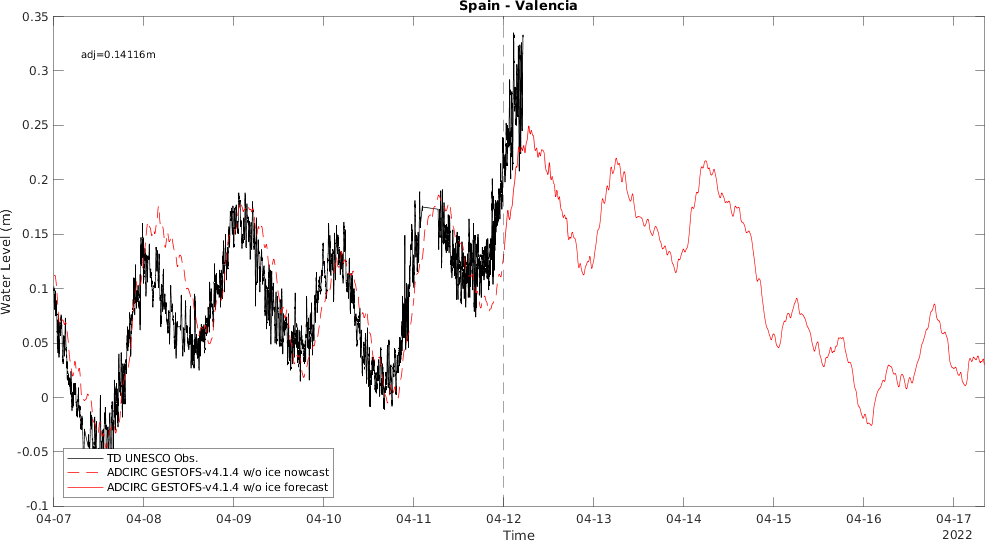 Spain - Valencia
adj=0.14116m
Water Level (m)
0.35
0.3
0.25
0.2
0.15
0.1
0.05
0
-0.05
-0.1
TD UNESCO Obs.
ADCIRC GESTOFS-v4.1.4 w/o ice nowcast
ADCIRC GESTOFS-v4.1.4 w/o ice forecast
04-07 04-08 04-09 04-10 04-11 04-12 04-13 04-14 04-15 04-16 04-17
Time
2022